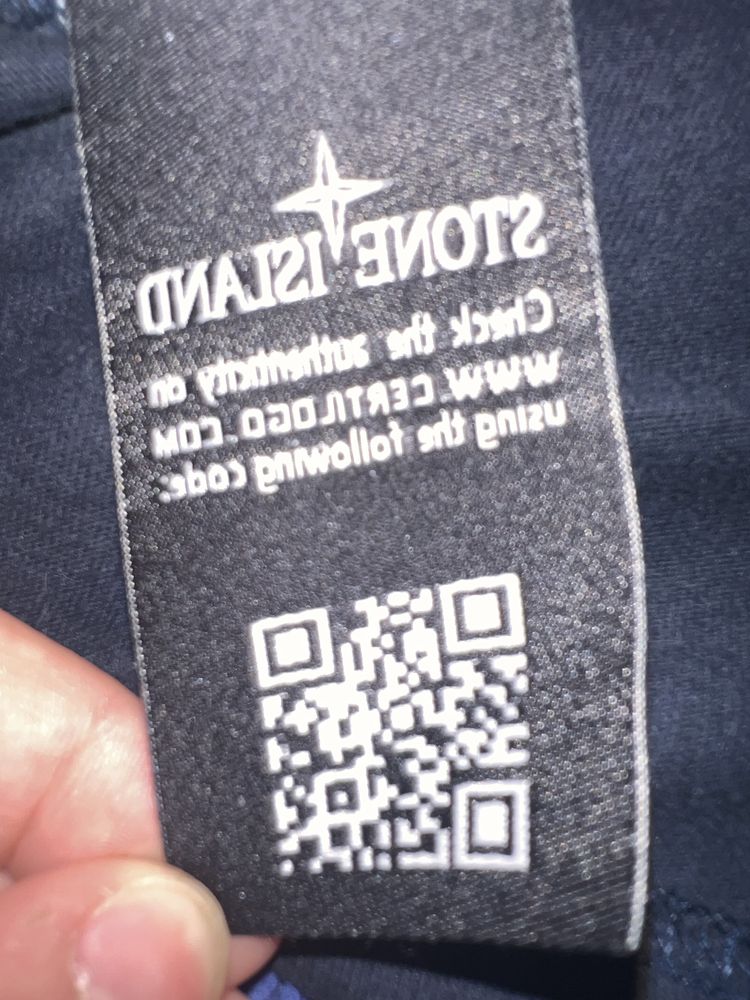 STONE ISLAND
Check the authenticity on
WWW.CERTILOGO.COM
using the following code: